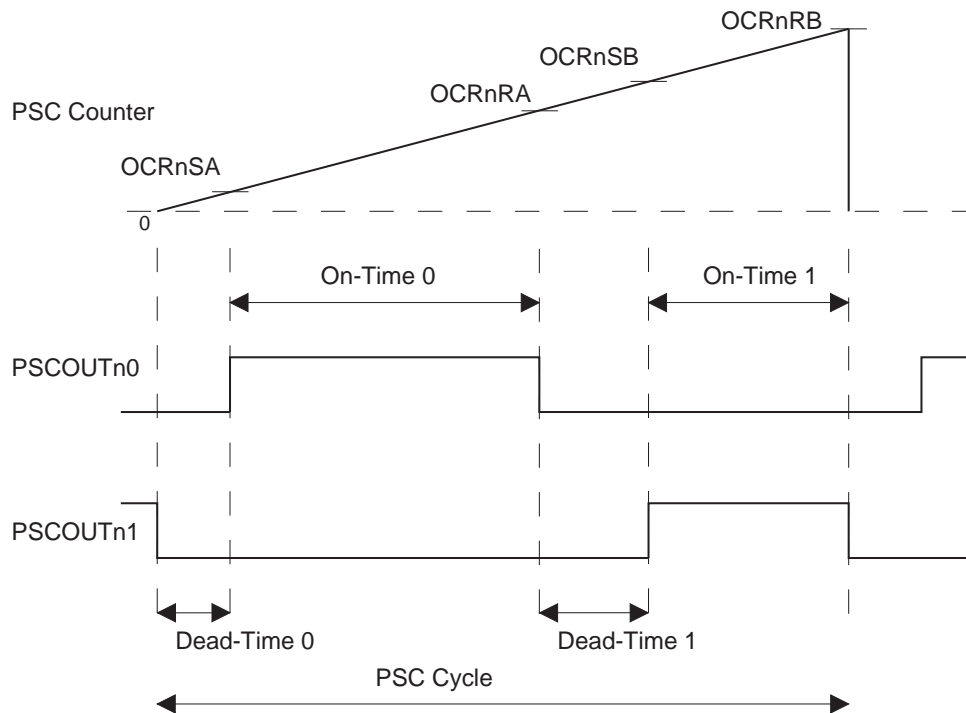 OCRnRB
OCRnSB
OCRnRA
PSC Counter
OCRnSA
0
On-Time 0
On-Time 1
PSCOUTn0
PSCOUTn1
Dead-Time 0
Dead-Time 1
PSC Cycle